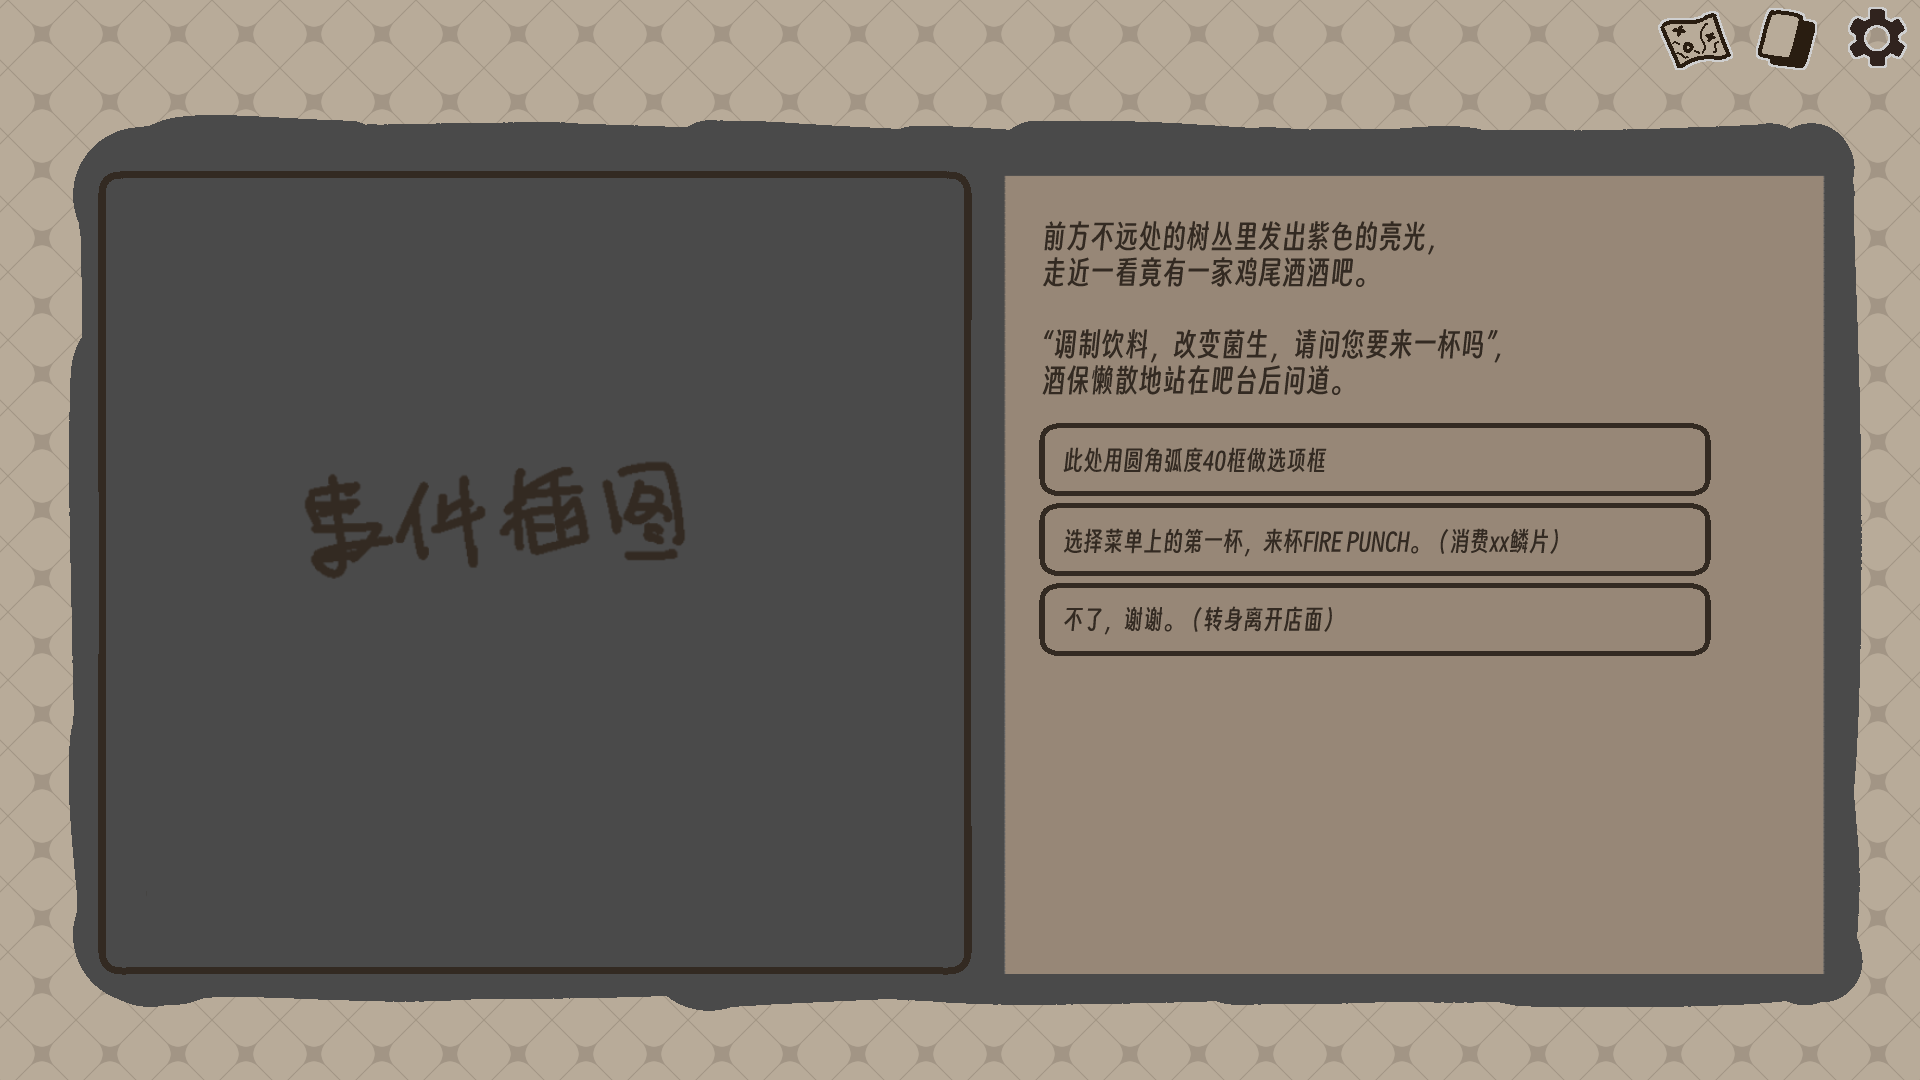 事件插图
前方不远处的树丛里发出紫色的亮光，
走近一看竟有一家鸡尾酒酒吧。
“调制饮料，改变菌生，请问您要来一杯吗”，
酒保懒散地站在吧台后问道。
此处用圆角弧度40框做选项框
选择菜单上的第一杯，来杯FIRE PUNCH。（消费xx鳞片）
不了，谢谢。（转身离开店面）